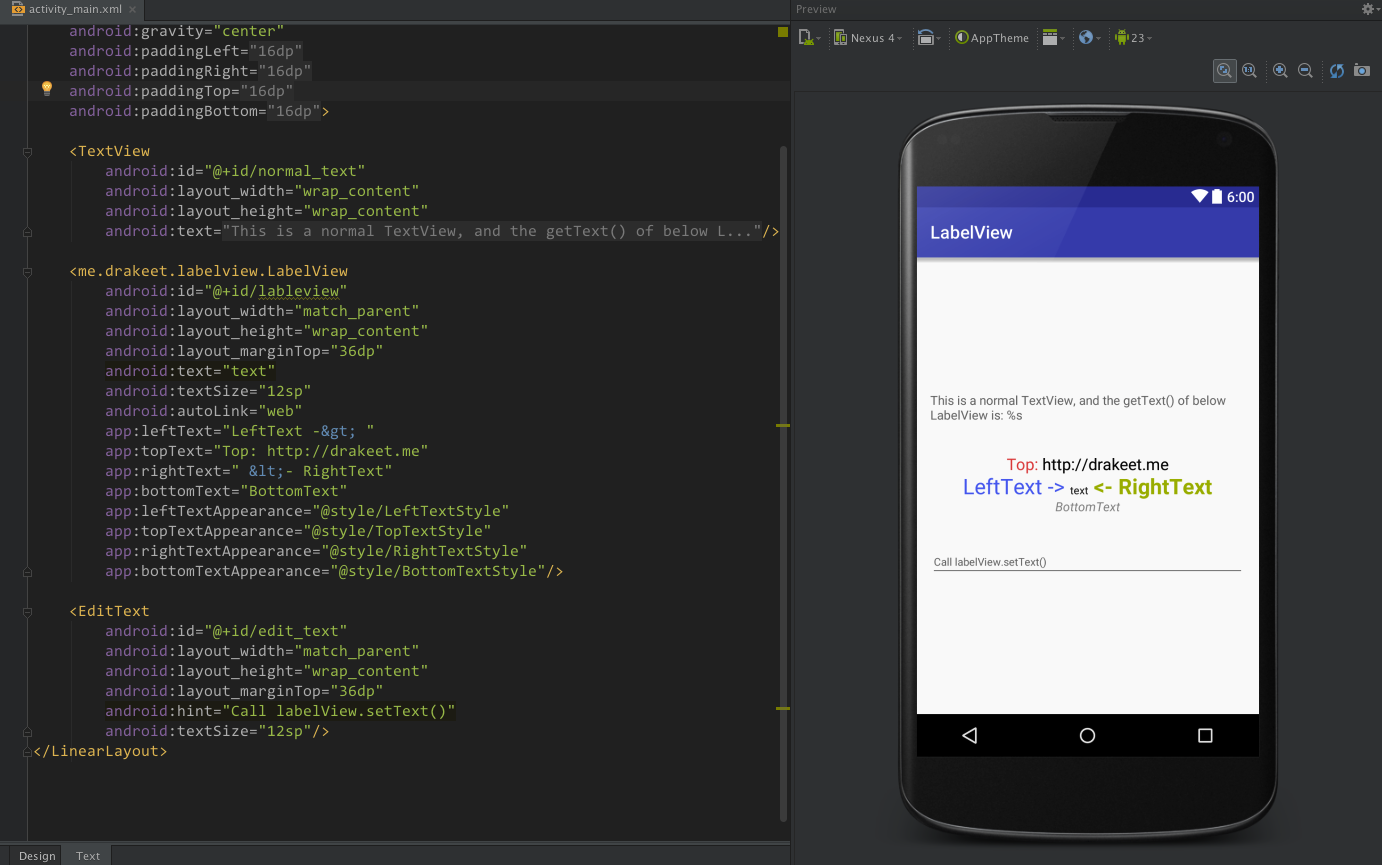 activity_main.xml
android:gravity="center"
android:paddingLeft="16dp"
android:paddingRight="16dp"
android:paddingTop="16dp"
android:paddingBottom="16dp">
<TextView
android:id="@+id/normal_text"
android:layout_width="wrap_content"
android:layout_height="wrap_content"
android:text="This is a normal TextView, and the getText() of below L..."/>
<me.drakeet.labelview.LabelView
android:id="@+id/lableview"
android:layout_width="match_parent"
android:layout_height="wrap_content"
android:layout_marginTop="36dp"
android:text="text"
android:textSize="12sp"
android:autoLink="web"
app:leftText="LeftText -&gt; "
app:topText="Top: http://drakeet.me"
app:rightText=" &lt;- RightText"
app:bottomText="BottomText"
app:leftTextAppearance="@style/LeftTextStyle"
app:topTextAppearance="@style/TopTextStyle"
app:rightTextAppearance="@style/RightTextStyle"
app:bottomTextAppearance="@style/BottomTextStyle"/>
<EditText
android:id="@+id/edit_text"
android:layout_width="match_parent"
android:layout_height="wrap_content"
android:layout_marginTop="36dp"
android:hint="Call labelView.setText()"
android:textSize="12sp"/>
</LinearLayout>
Design Text
Preview
Nexus 4 AppTheme 23
1:1
6:00
LabelView
This is a normal TextView, and the getText() of below
LabelView is: %s
Top: http://drakeet.me
LeftText -> text <- RightText
BottomText
Call labelView.setText()